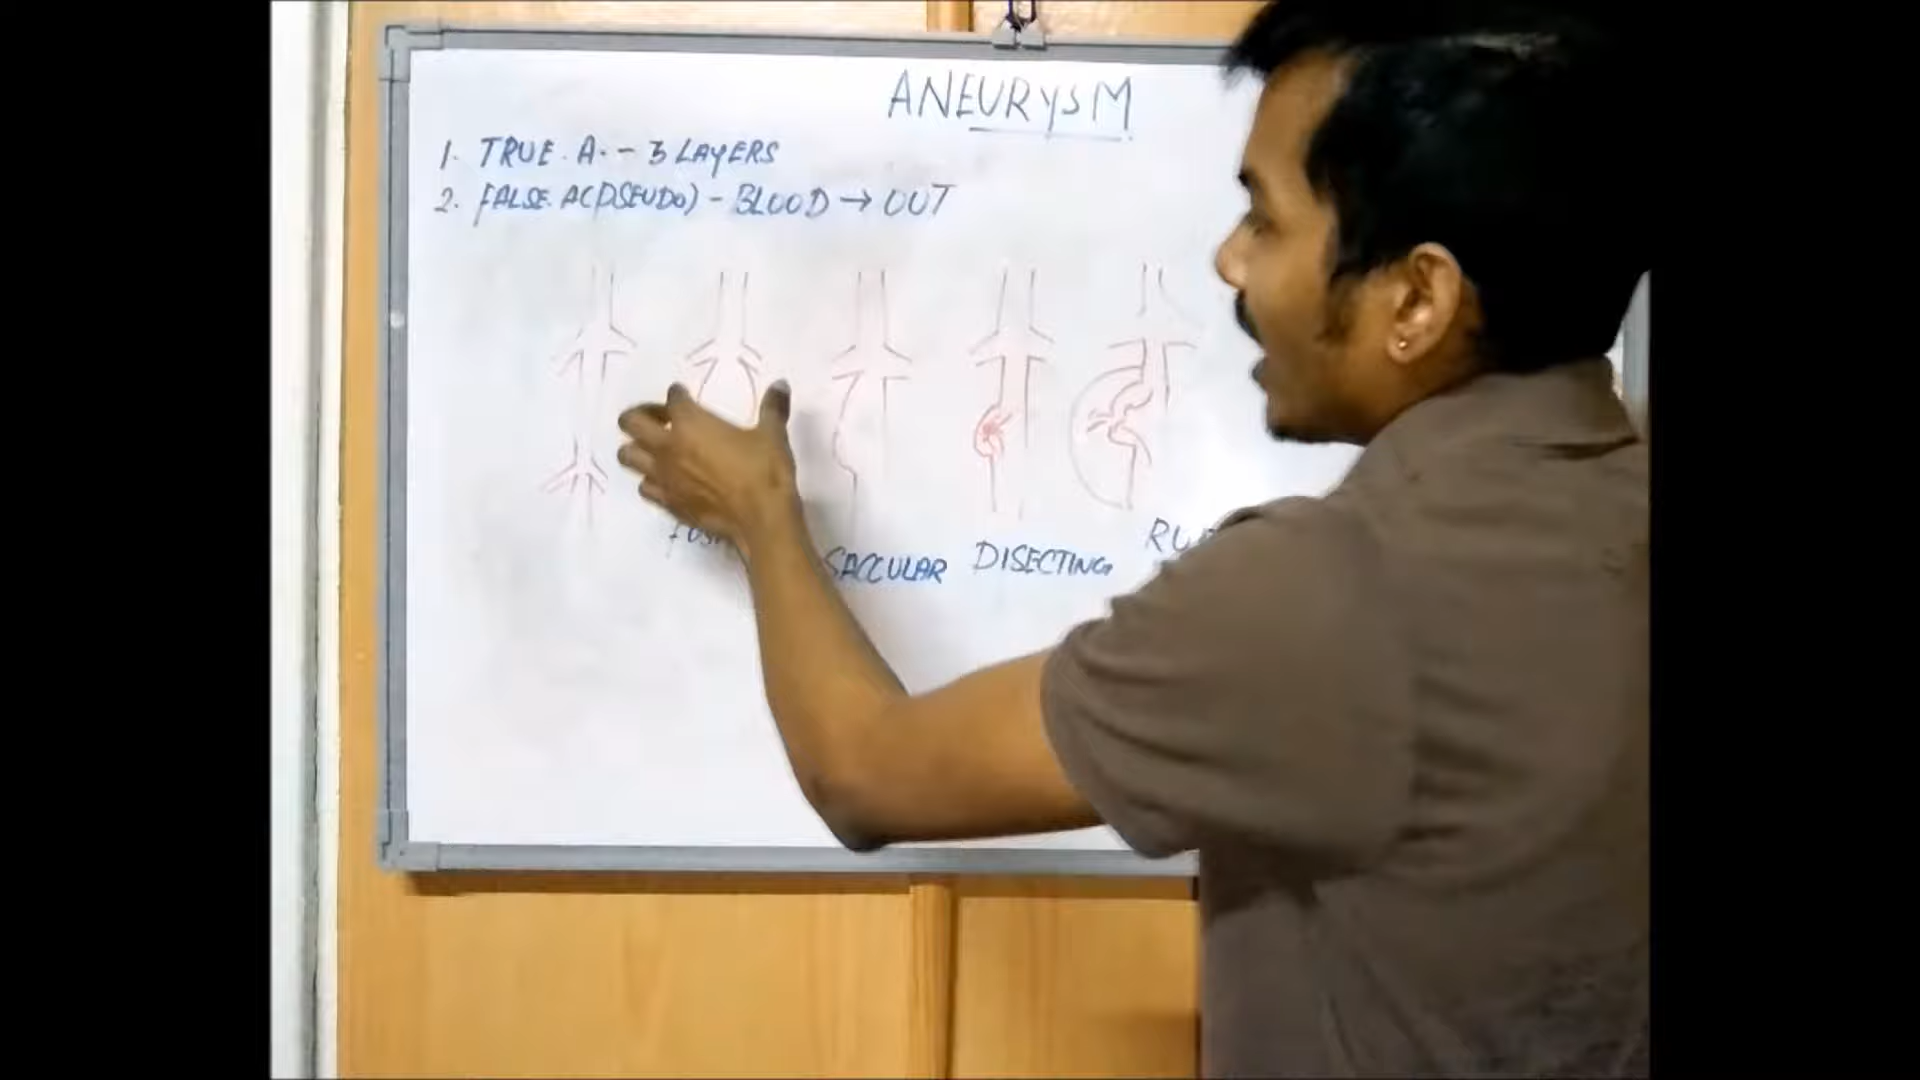 ANEURYSM
1. TRUE. A. - 3 LAYERS
2. FALSE. A(PSEUDO) - BLOOD → OUT
SACCULAR
DISECTING